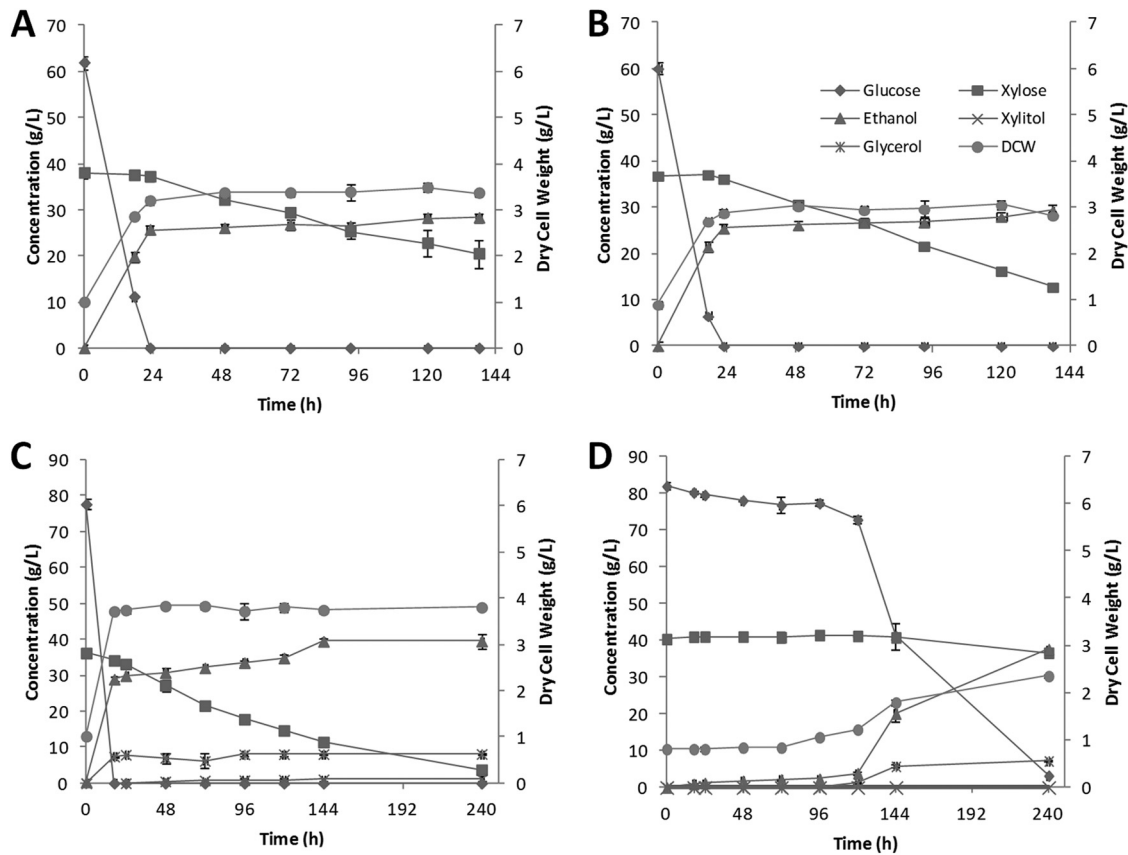 A
70
60
50
40
30
20
10
0
Concentration (g/L)
7
6
5
4
3
2
1
0
Dry Cell Weight (g/L)
0 24 48 72 96 120 144
Time (h)
B
70
60
50
40
30
20
10
0
Concentration (g/L)
Glucose Xylose
Ethanol Xylitol
Glycerol DCW
7
6
5
4
3
2
1
0
Dry Cell Weight (g/L)
0 24 48 72 96 120 144
Time (h)
C
90
80
70
60
50
40
30
20
10
0
Concentration (g/L)
7
6
5
4
3
2
1
0
Dry Cell Weight (g/L)
0 48 96 144 192 240
Time (h)
D
90
80
70
60
50
40
30
20
10
0
Concentration (g/L)
7
6
5
4
3
2
1
0
Dry Cell Weight (g/L)
0 48 96 144 192 240
Time (h)